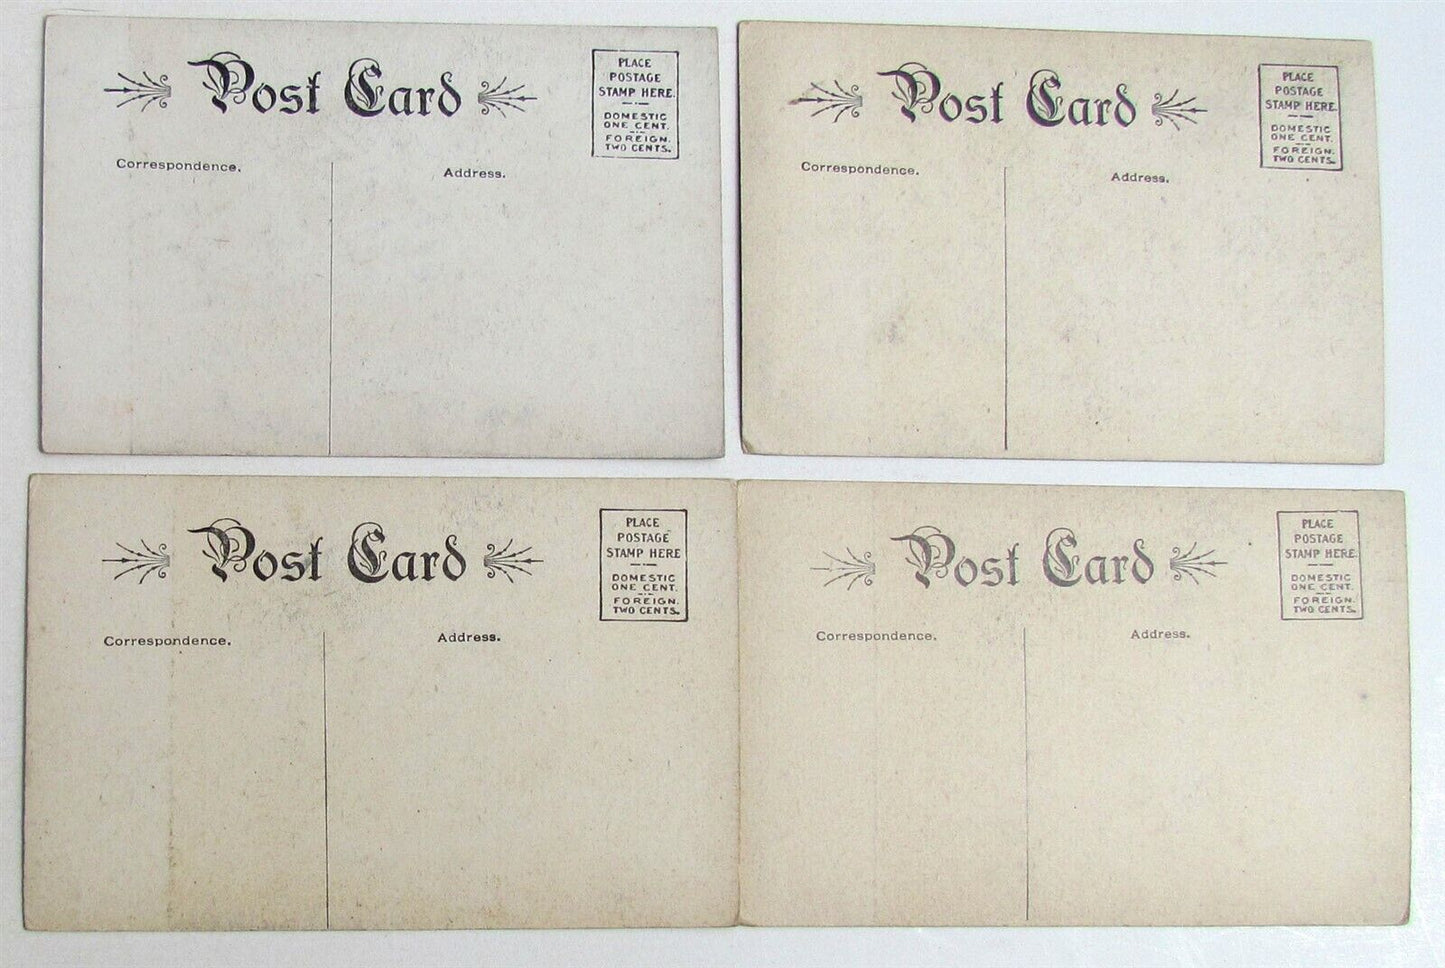 Post Card
PLACE
POSTAGE
STAMP HERE.
DOMESTIC
ONE CENT.
FOREIGN.
TWO CENTS.
Correspondence.
Address.
Post Card
PLACE
POSTAGE
STAMP HERE.
DOMESTIC
ONE CENT.
FOREIGN.
TWO CENTS.
Correspondence.
Address.
Post Card
PLACE
POSTAGE
STAMP HERE
DOMESTIC
ONE CENT.
FOREIGN.
TWO CENTS.
Correspondence.
Address.
Post Card
PLACE
POSTAGE
STAMP HERE.
DOMESTIC
ONE CENT.
FOREIGN.
TWO CENTS.
Correspondence.
Address.